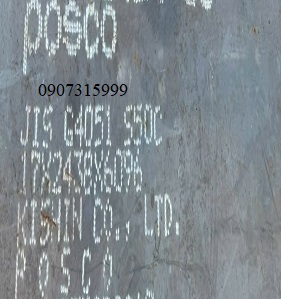 posco
0907315999
JIS G4051 S50C
17X2438X6096
KISHIN CO., LTD.
P O S C O